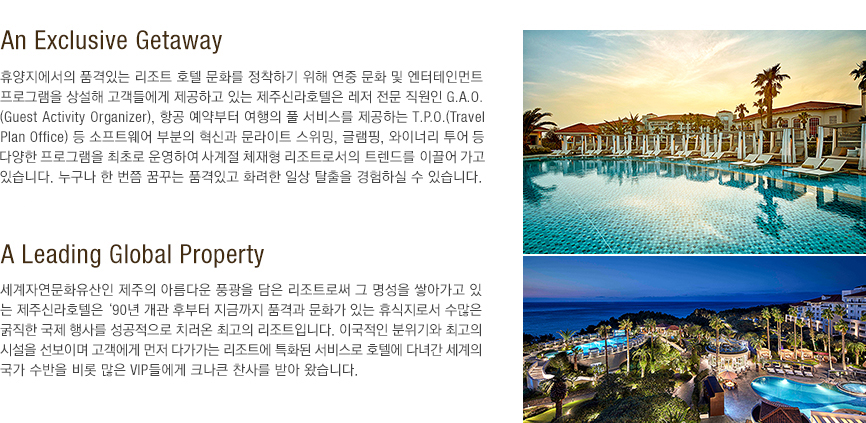 An Exclusive Getaway
휴양지에서의 품격있는 리조트 호텔 문화를 정착하기 위해 연중 문화 및 엔터테인먼트
프로그램을 상설해 고객들에게 제공하고 있는 제주신라호텔은 레저 전문 직원인 G.A.O.
(Guest Activity Organizer), 항공 예약부터 여행의 풀 서비스를 제공하는 T.P.O.(Travel
Plan Office) 등 소프트웨어 부분의 혁신과 문라이트 스위밍, 글램핑, 와이너리 투어 등
다양한 프로그램을 최초로 운영하여 사계절 체재형 리조트로서의 트렌드를 이끌어 가고
있습니다. 누구나 한 번쯤 꿈꾸는 품격있고 화려한 일상 탈출을 경험하실 수 있습니다.
A Leading Global Property
세계자연문화유산인 제주의 아름다운 풍광을 담은 리조트로써 그 명성을 쌓아가고 있
는 제주신라호텔은 ‘90년 개관 후부터 지금까지 품격과 문화가 있는 휴식지로서 수많은
굵직한 국제 행사를 성공적으로 치러온 최고의 리조트입니다. 이국적인 분위기와 최고의
시설을 선보이며 고객에게 먼저 다가가는 리조트에 특화된 서비스로 호텔에 다녀간 세계의
국가 수반을 비롯 많은 VIP들에게 크나큰 찬사를 받아 왔습니다.